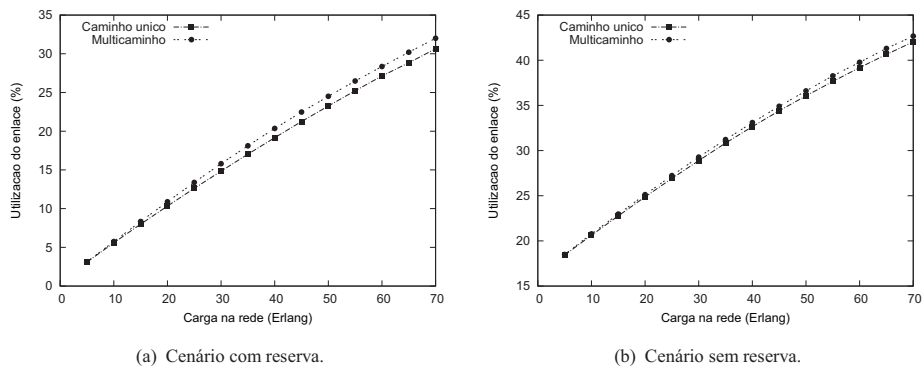 Caminho unico
Multicaminho
Utilizacao do enlace (%)
35
30
25
20
15
10
5
0
0 10 20 30 40 50 60 70
Carga na rede (Erlang)
(a) Cenário com reserva.
Caminho unico
Multicaminho
Utilizacao do enlace (%)
45
40
35
30
25
20
15
0 10 20 30 40 50 60 70
Carga na rede (Erlang)
(b) Cenário sem reserva.